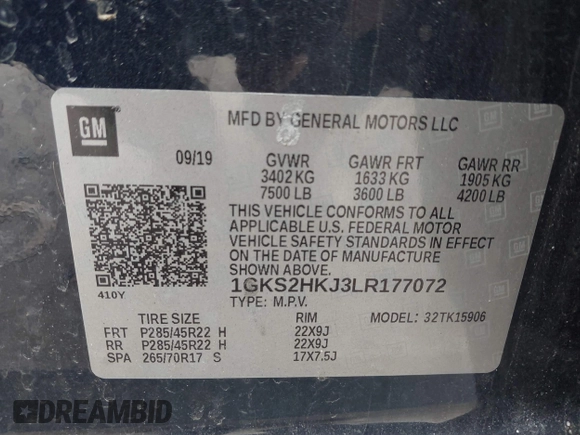 GM
MFD BY GENERAL MOTORS LLC
09/19 GVWR GAWR FRT GAWR RR
3402 KG 1633 KG 1905 KG
7500 LB 3600 LB 4200 LB
THIS VEHICLE CONFORMS TO ALL
APPLICABLE U.S. FEDERAL MOTOR
VEHICLE SAFETY STANDARDS IN EFFECT
ON THE DATE OF MANUFACTURE
SHOWN ABOVE.
1GKS2HKJ3LR177072
410Y TYPE: M.P.V.
TIRE SIZE RIM MODEL: 32TK15906
FRT P285/45R22 H 22X9J
RR P285/45R22 H 22X9J
SPA 265/70R17 S 17X7.5J
DREAMBID